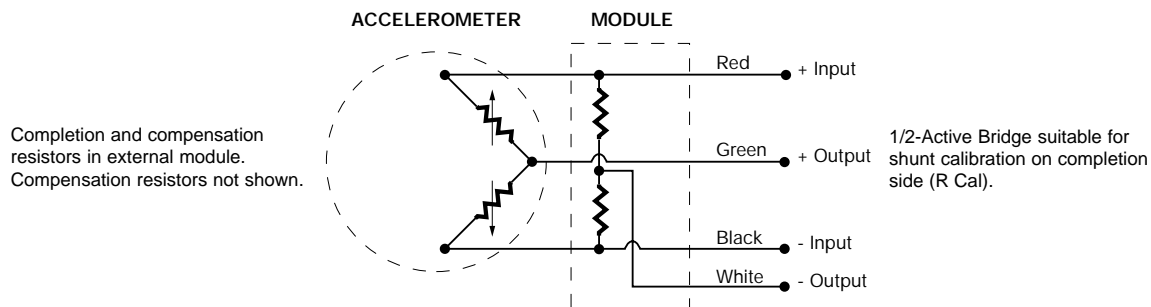 ACCELEROMETER
MODULE
Red
+ Input
Completion and compensation
resistors in external module.
Compensation resistors not shown.
Green
+ Output
1/2-Active Bridge suitable for
shunt calibration on completion
side (R Cal).
Black
- Input
White
- Output